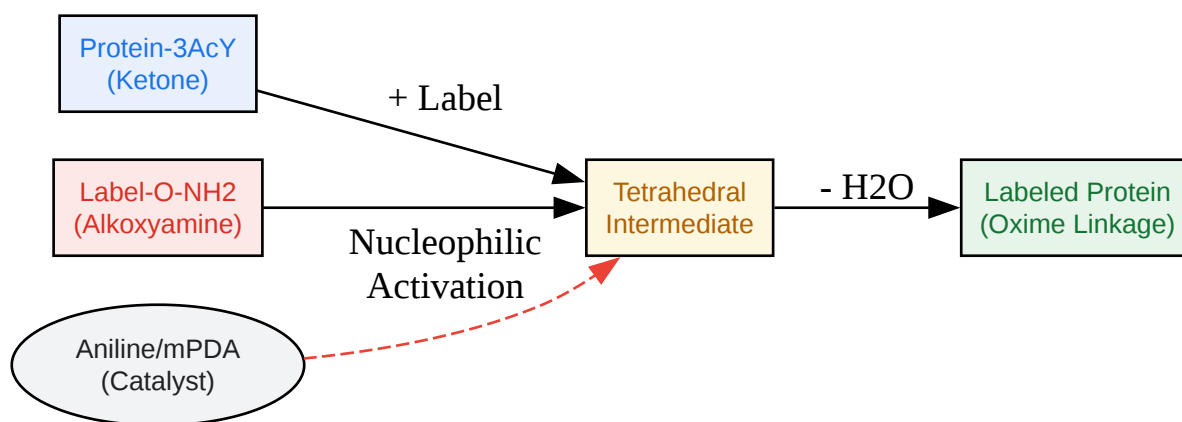 Protein-3AcY
(Ketone)
+ Label
Label-O-NH2
(Alkoxyamine)
Nucleophilic
Activation
Aniline/mPDA
(Catalyst)
Tetrahedral
Intermediate
- H2O
Labeled Protein
(Oxime Linkage)